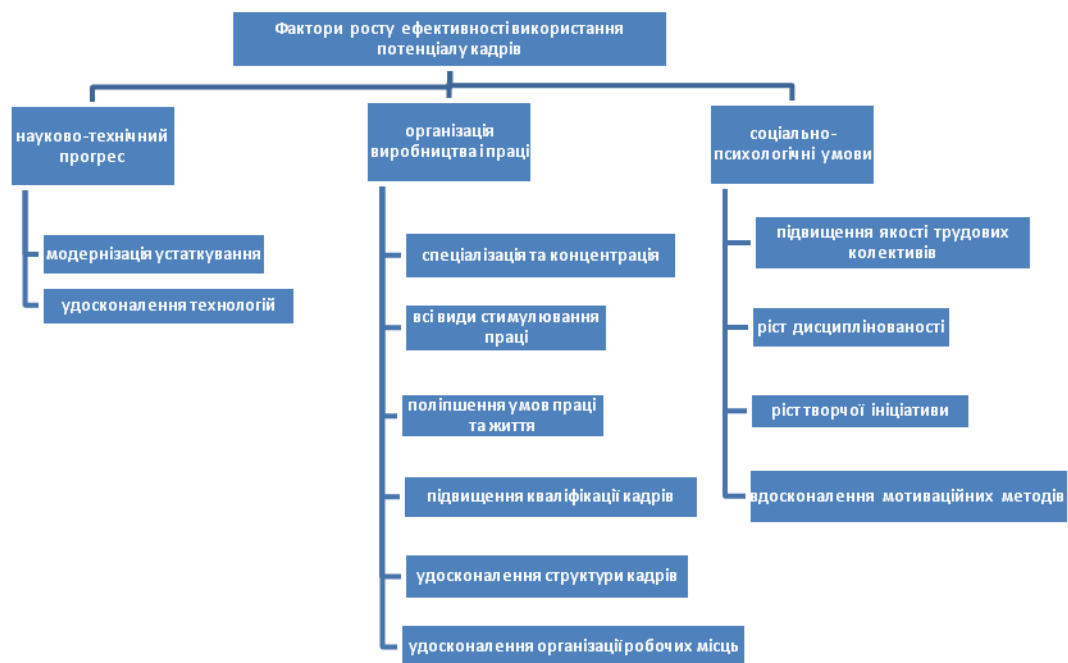 Фактори росту ефективності використання
потенціалу кадрів
науково-технічний
прогрес
модернізація устаткування
удосконалення технологій
організація
виробництва і праці
спеціалізація та концентрація
всі види стимулювання
праці
поліпшення умов праці
та життя
підвищення кваліфікації кадрів
удосконалення структури кадрів
удосконалення організації робочих місць
соціально-
психологічні умови
підвищення якості трудових
колективів
ріст дисциплінованості
ріст творчої ініціативи
вдосконалення мотиваційних методів